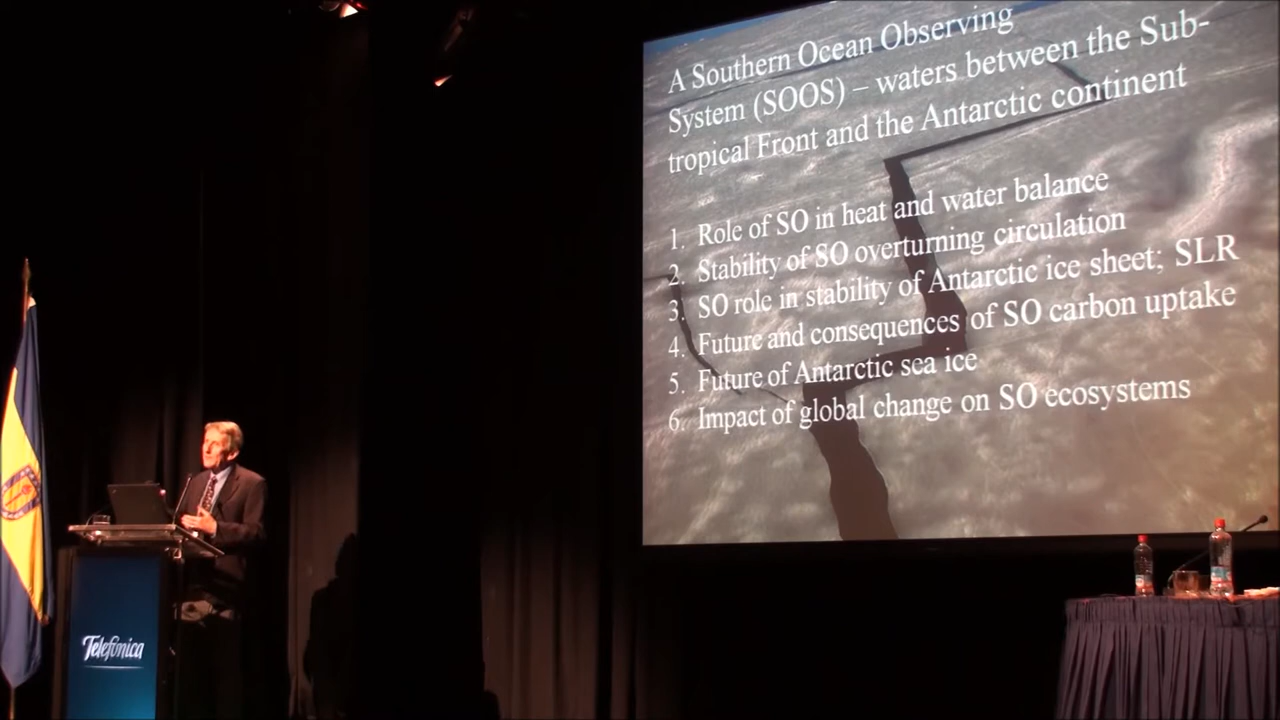 A Southern Ocean Observing
System (SOOS) – waters between the Sub-
tropical Front and the Antarctic continent
1. Role of SO in heat and water balance
2. Stability of SO overturning circulation
3. SO role in stability of Antarctic ice sheet; SLR
4. Future and consequences of SO carbon uptake
5. Future of Antarctic sea ice
6. Impact of global change on SO ecosystems
Telefónica